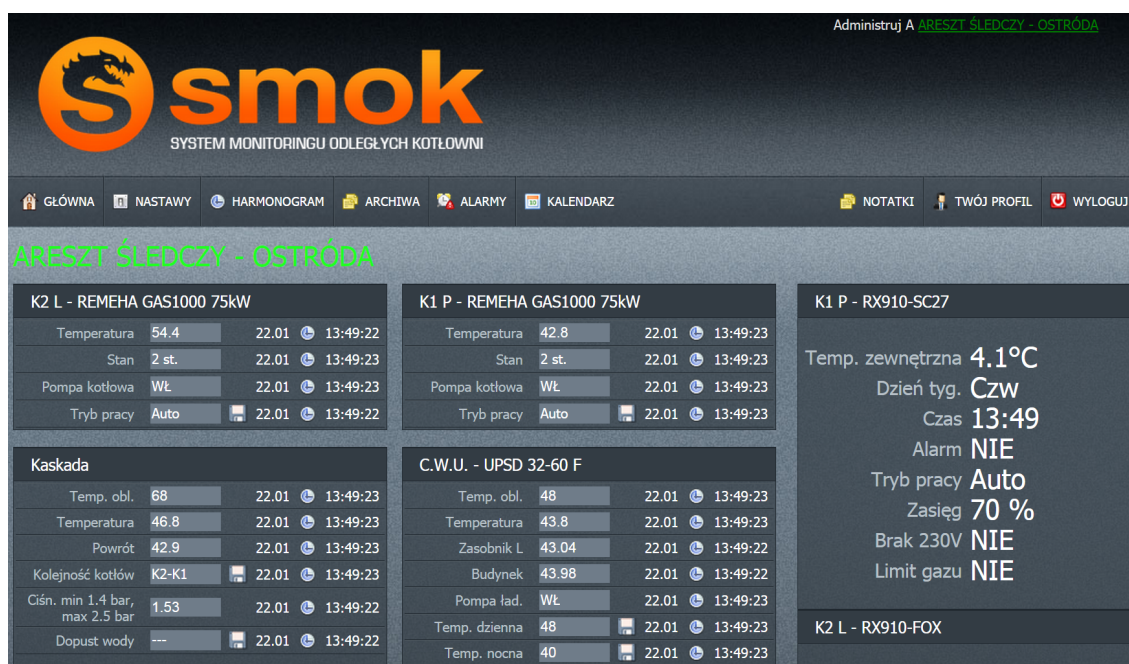 Administruj A ARESZT ŚLEDCZY - OSTRÓDA
smok
SYSTEM MONITORINGU ODLEGŁYCH KOTŁOWNI
GŁÓWNA NASTAWY HARMONOGRAM ARCHIWA ALARMY KALENDARZ NOTATKI TWÓJ PROFIL WYLOGUJ
ARESZT ŚLEDCZY - OSTRÓDA
K2 L - REMEHA GAS1000 75kW
Temperatura 54.4 22.01 13:49:22
Stan 2 st. 22.01 13:49:23
Pompa kotłowa WŁ 22.01 13:49:23
Tryb pracy Auto 22.01 13:49:22
K1 P - REMEHA GAS1000 75kW
Temperatura 42.8 22.01 13:49:23
Stan 2 st. 22.01 13:49:23
Pompa kotłowa WŁ 22.01 13:49:23
Tryb pracy Auto 22.01 13:49:23
K1 P - RX910-SC27
Temp. zewnętrzna 4.1°C
Dzień tyg. Czw
Czas 13:49
Alarm NIE
Tryb pracy Auto
Zasięg 70 %
Brak 230V NIE
Limit gazu NIE
Kaskada
Temp. obl. 68 22.01 13:49:23
Temperatura 46.8 22.01 13:49:23
Powrót 42.9 22.01 13:49:23
Kolejność kotłów K2-K1 22.01 13:49:23
Ciśn. min 1.4 bar,
max 2.5 bar 1.53 22.01 13:49:22
Dopust wody --- 22.01 13:49:22
C.W.U. - UPSD 32-60 F
Temp. obl. 48 22.01 13:49:23
Temperatura 43.8 22.01 13:49:23
Zasobnik L 43.04 22.01 13:49:22
Budynek 43.98 22.01 13:49:22
Pompa ład. WŁ 22.01 13:49:23
Temp. dzienna 48 22.01 13:49:23
Temp. nocna 40 22.01 13:49:23
K2 L - RX910-FOX